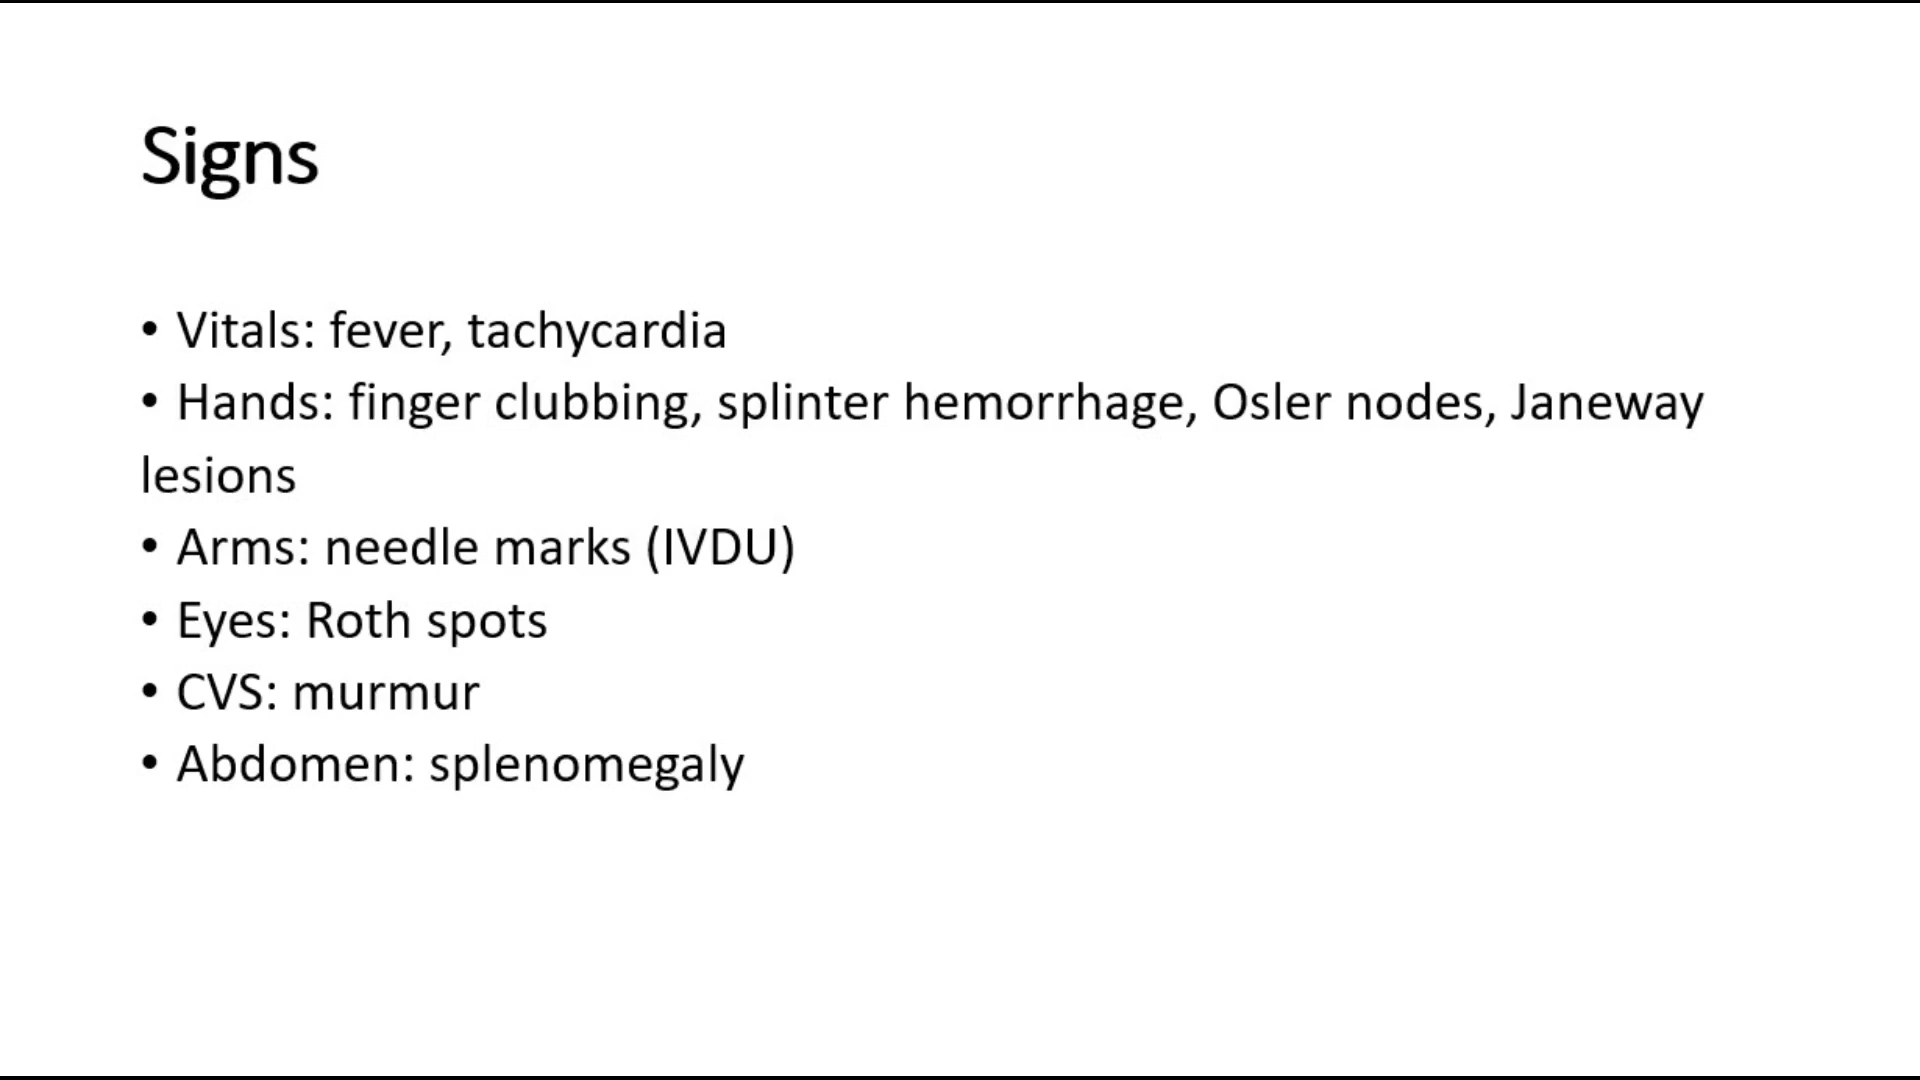 Signs
• Vitals: fever, tachycardia
• Hands: finger clubbing, splinter hemorrhage, Osler nodes, Janeway
lesions
• Arms: needle marks (IVDU)
• Eyes: Roth spots
• CVS: murmur
• Abdomen: splenomegaly